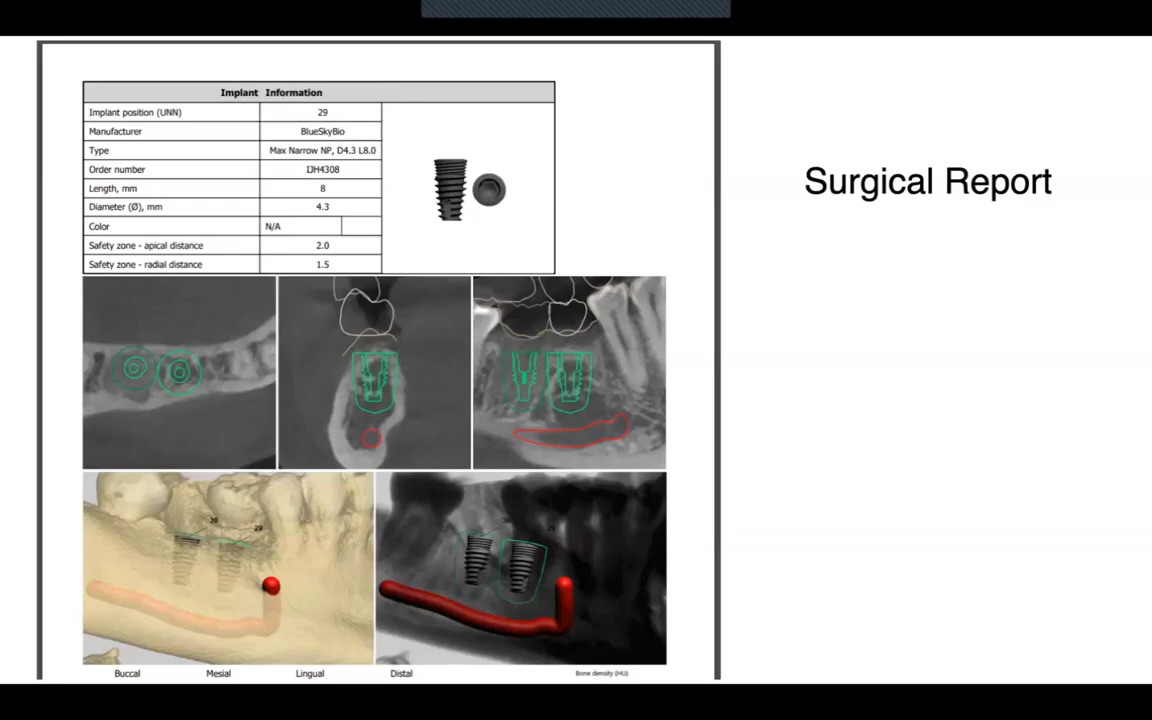 Implant Information
Implant position (UNN) 29
Manufacturer BlueSkyBio
Type Max Narrow NP, D4.3 L8.0
Order number IJH4308
Length, mm 8
Diameter (Ø), mm 4.3
Color N/A
Safety zone - apical distance 2.0
Safety zone - radial distance 1.5
Surgical Report
29
29
Buccal Mesial Lingual Distal Bone density (HU)